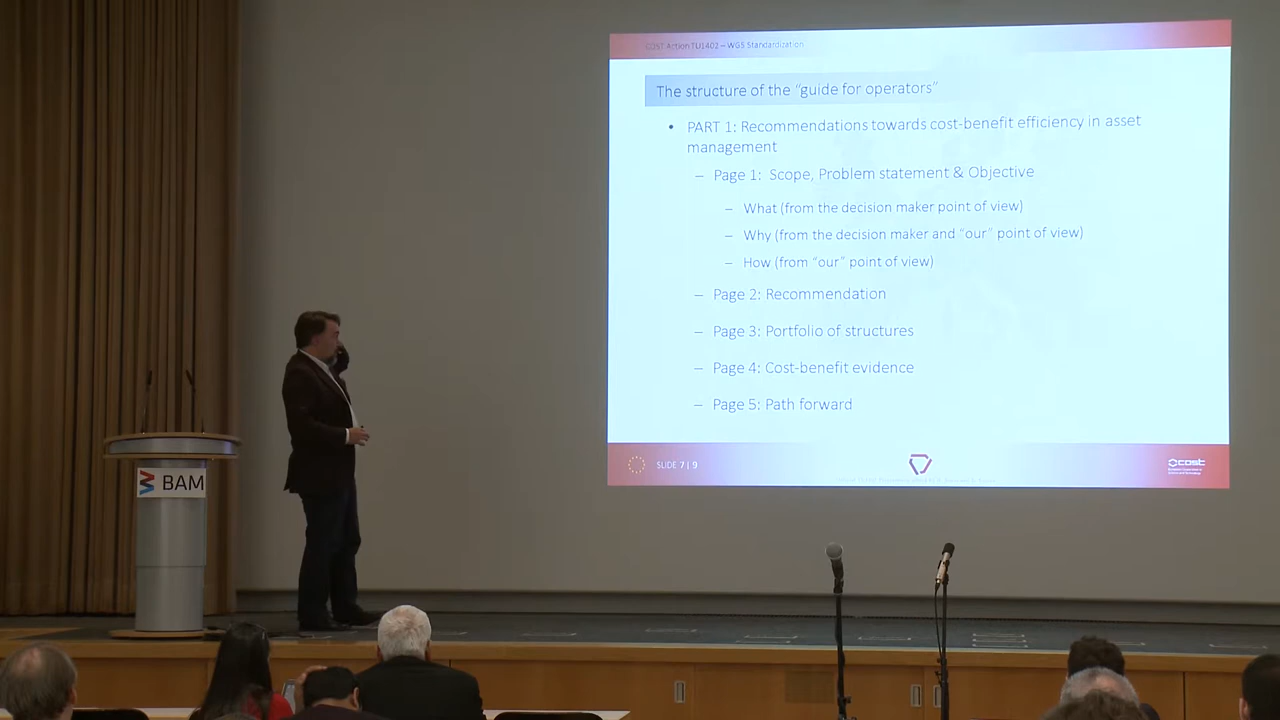 COST Action TU1402 – WG5 Standardization
The structure of the “guide for operators”
• PART 1: Recommendations towards cost-benefit efficiency in asset
management
– Page 1: Scope, Problem statement & Objective
– What (from the decision maker point of view)
– Why (from the decision maker and “our” point of view)
– How (from “our” point of view)
– Page 2: Recommendation
– Page 3: Portfolio of structures
– Page 4: Cost-benefit evidence
– Page 5: Path forward
SLIDE 7 | 9
cost
BAM